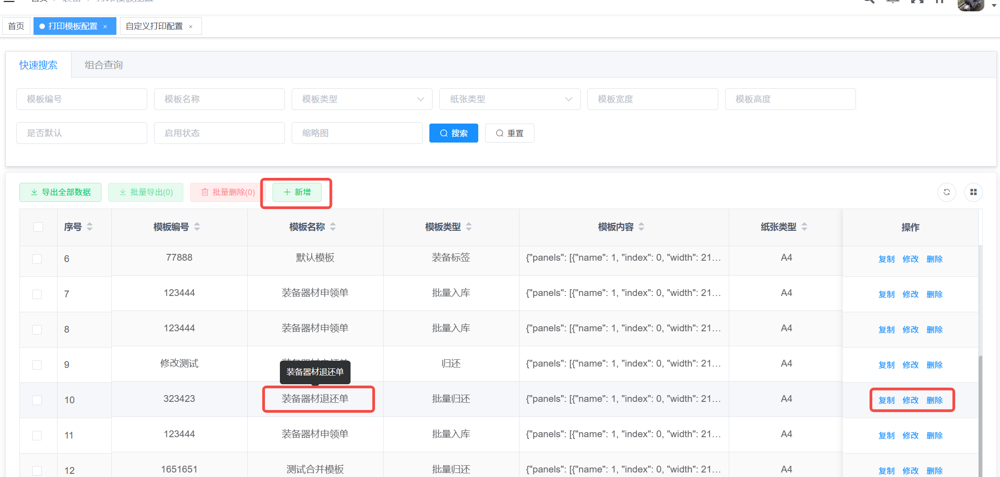 首页 / 装备 / 打印模板配置
首页
打印模板配置 ×
自定义打印配置 ×
快速搜索
组合查询
模板编号
模板名称
模板类型
纸张类型
模板宽度
模板高度
是否默认
启用状态
缩略图
搜索
重置
导出全部数据
批量导出(0)
批量删除(0)
新增
序号 模板编号 模板名称 模板类型 模板内容 纸张类型 操作
6 77888 默认模板 装备标签 {"panels": [{"name": 1, "index": 0, "width": 21... A4 复制 修改 删除
7 123444 装备器材申领单 批量入库 {"panels": [{"name": 1, "index": 0, "width": 21... A4 复制 修改 删除
8 123444 装备器材申领单 批量入库 {"panels": [{"name": 1, "index": 0, "width": 21... A4 复制 修改 删除
9 修改测试 归还 {"panels": [{"name": 1, "index": 0, "width": 21... A4 复制 修改 删除
装备器材退还单
10 323423 装备器材退还单 批量归还 {"panels": [{"name": 1, "index": 0, "width": 21... A4 复制 修改 删除
11 123444 装备器材申领单 批量入库 {"panels": [{"name": 1, "index": 0, "width": 21... A4 复制 修改 删除
12 1651651 测试合并模板 批量归还 {"panels": [{"name": 1, "index": 0, "width": 21... A4 复制 修改 删除